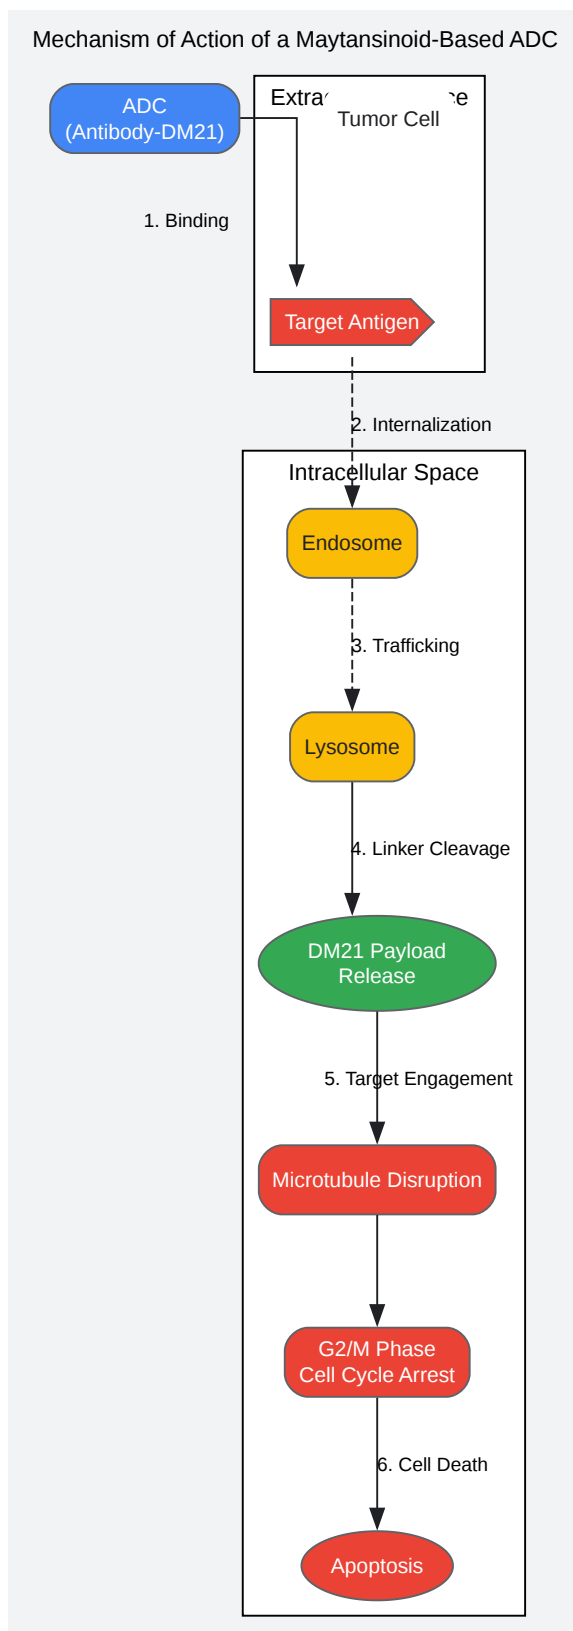 Mechanism of Action of a Maytansinoid-Based ADC
ADC
(Antibody-DM21)
Tumor Cell
1. Binding
Target Antigen
2. Internalization
Intracellular Space
Endosome
3. Trafficking
Lysosome
4. Linker Cleavage
DM21 Payload
Release
5. Target Engagement
Microtubule Disruption
G2/M Phase
Cell Cycle Arrest
6. Cell Death
Apoptosis